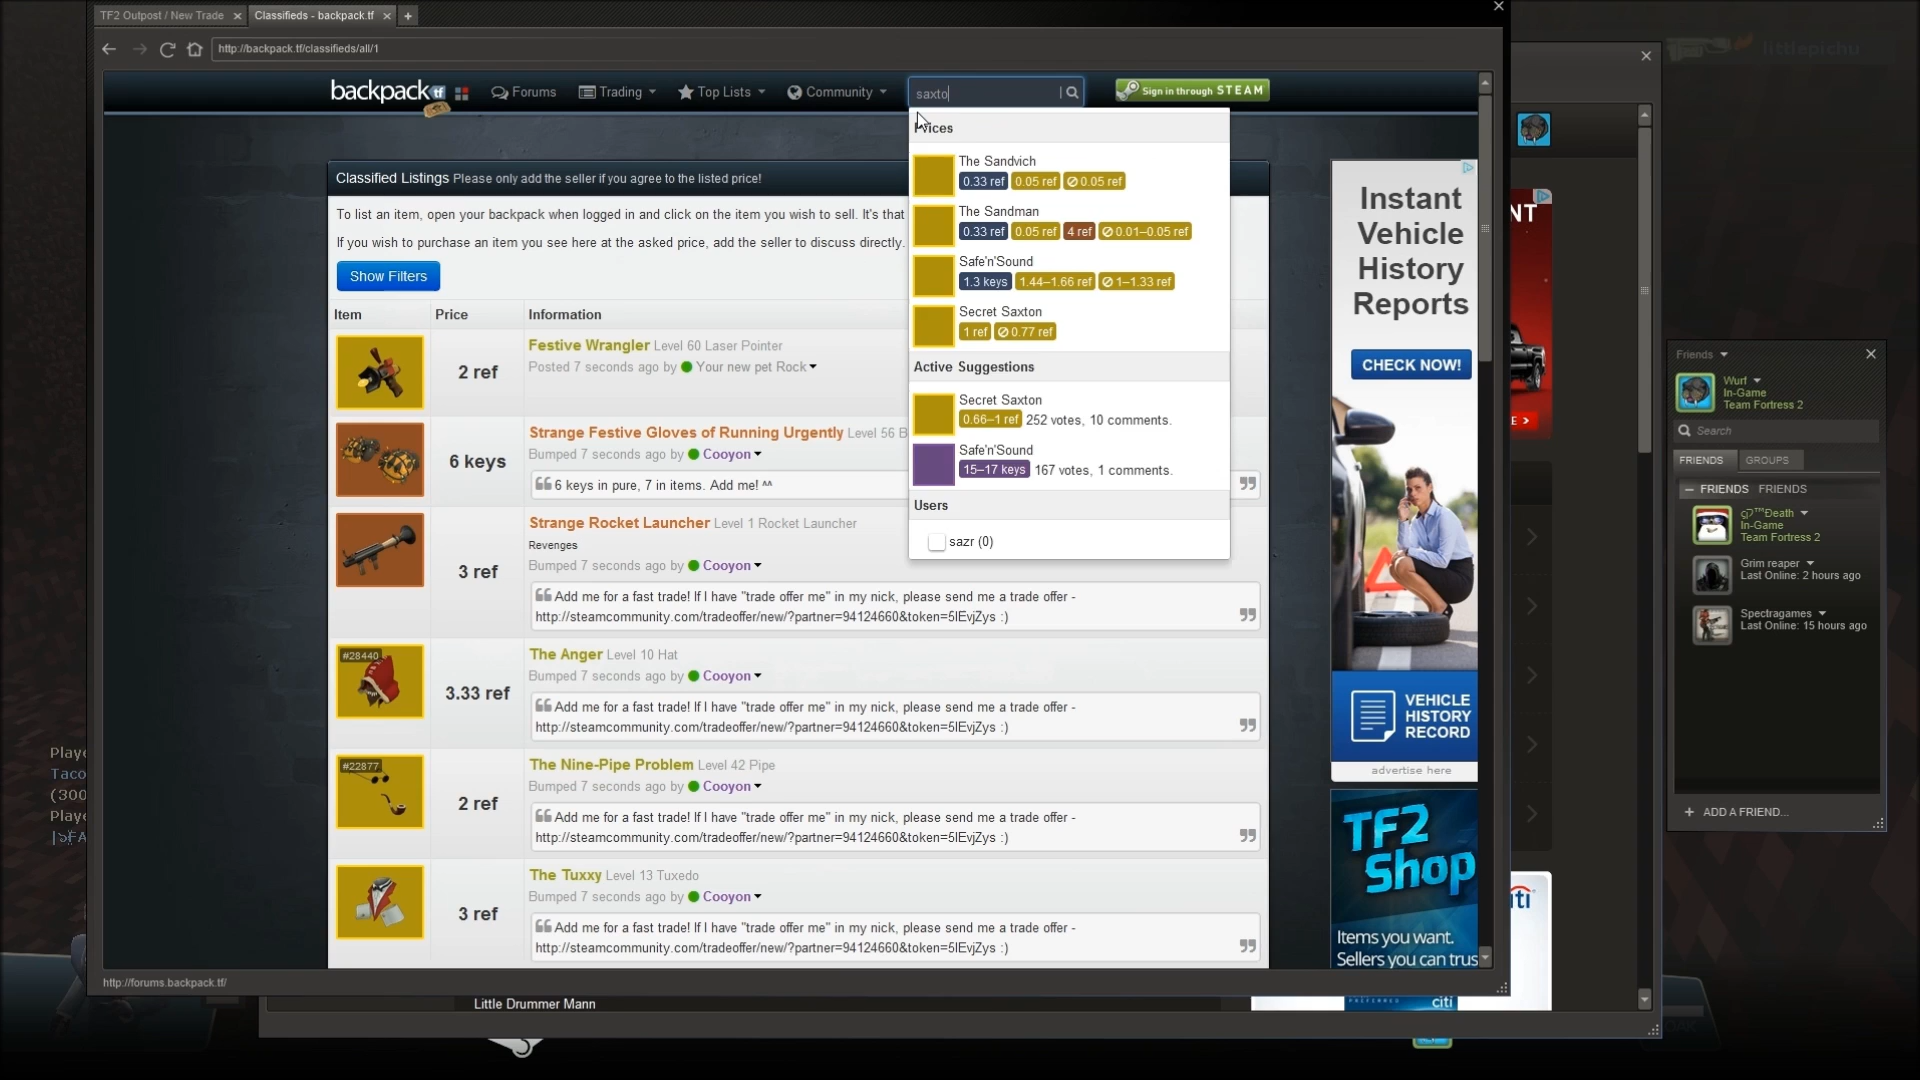 TF2 Outpost / New Trade
Classifieds - backpack.tf
http://backpack.tf/classifieds/all/1
littlepichu
backpack tf
Forums
Trading
Top Lists
Community
saxto
Sign in through STEAM
Prices
The Sandvich
0.33 ref 0.05 ref 0.05 ref
The Sandman
0.33 ref 0.05 ref 4 ref 0.01–0.05 ref
Safe'n'Sound
1.3 keys 1.44–1.66 ref 1–1.33 ref
Secret Saxton
1 ref 0.77 ref
Active Suggestions
Secret Saxton
0.66–1 ref 252 votes, 10 comments.
Safe'n'Sound
15–17 keys 167 votes, 1 comments.
Users
sazr (0)
Classified Listings Please only add the seller if you agree to the listed price!
To list an item, open your backpack when logged in and click on the item you wish to sell. It's that
If you wish to purchase an item you see here at the asked price, add the seller to discuss directly.
Show Filters
Item Price Information
2 ref
Festive Wrangler Level 60 Laser Pointer
Posted 7 seconds ago by Your new pet Rock
6 keys
Strange Festive Gloves of Running Urgently Level 56 B
Bumped 7 seconds ago by Cooyon
6 keys in pure, 7 in items. Add me! ^^
3 ref
Strange Rocket Launcher Level 1 Rocket Launcher
Revenges
Bumped 7 seconds ago by Cooyon
Add me for a fast trade! If I have "trade offer me" in my nick, please send me a trade offer -
http://steamcommunity.com/tradeoffer/new/?partner=94124660&token=5lEvjZys :)
#28440
3.33 ref
The Anger Level 10 Hat
Bumped 7 seconds ago by Cooyon
Add me for a fast trade! If I have "trade offer me" in my nick, please send me a trade offer -
http://steamcommunity.com/tradeoffer/new/?partner=94124660&token=5lEvjZys :)
#22877
2 ref
The Nine-Pipe Problem Level 42 Pipe
Bumped 7 seconds ago by Cooyon
Add me for a fast trade! If I have "trade offer me" in my nick, please send me a trade offer -
http://steamcommunity.com/tradeoffer/new/?partner=94124660&token=5lEvjZys :)
3 ref
The Tuxxy Level 13 Tuxedo
Bumped 7 seconds ago by Cooyon
Add me for a fast trade! If I have "trade offer me" in my nick, please send me a trade offer -
http://steamcommunity.com/tradeoffer/new/?partner=94124660&token=5lEvjZys :)
Instant
Vehicle
History
Reports
CHECK NOW!
VEHICLE
HISTORY
RECORD
advertise here
TF2
Shop
Items you want.
Sellers you can trus
NT
E >
citi
citi
Friends
Wurf
In-Game
Team Fortress 2
Search
FRIENDS GROUPS
FRIENDS FRIENDS
™Death
In-Game
Team Fortress 2
Grim reaper
Last Online: 2 hours ago
Spectragames
Last Online: 15 hours ago
+ ADD A FRIEND...
Playe
Taco
(300
Playe
http://forums.backpack.tf/
Little Drummer Mann